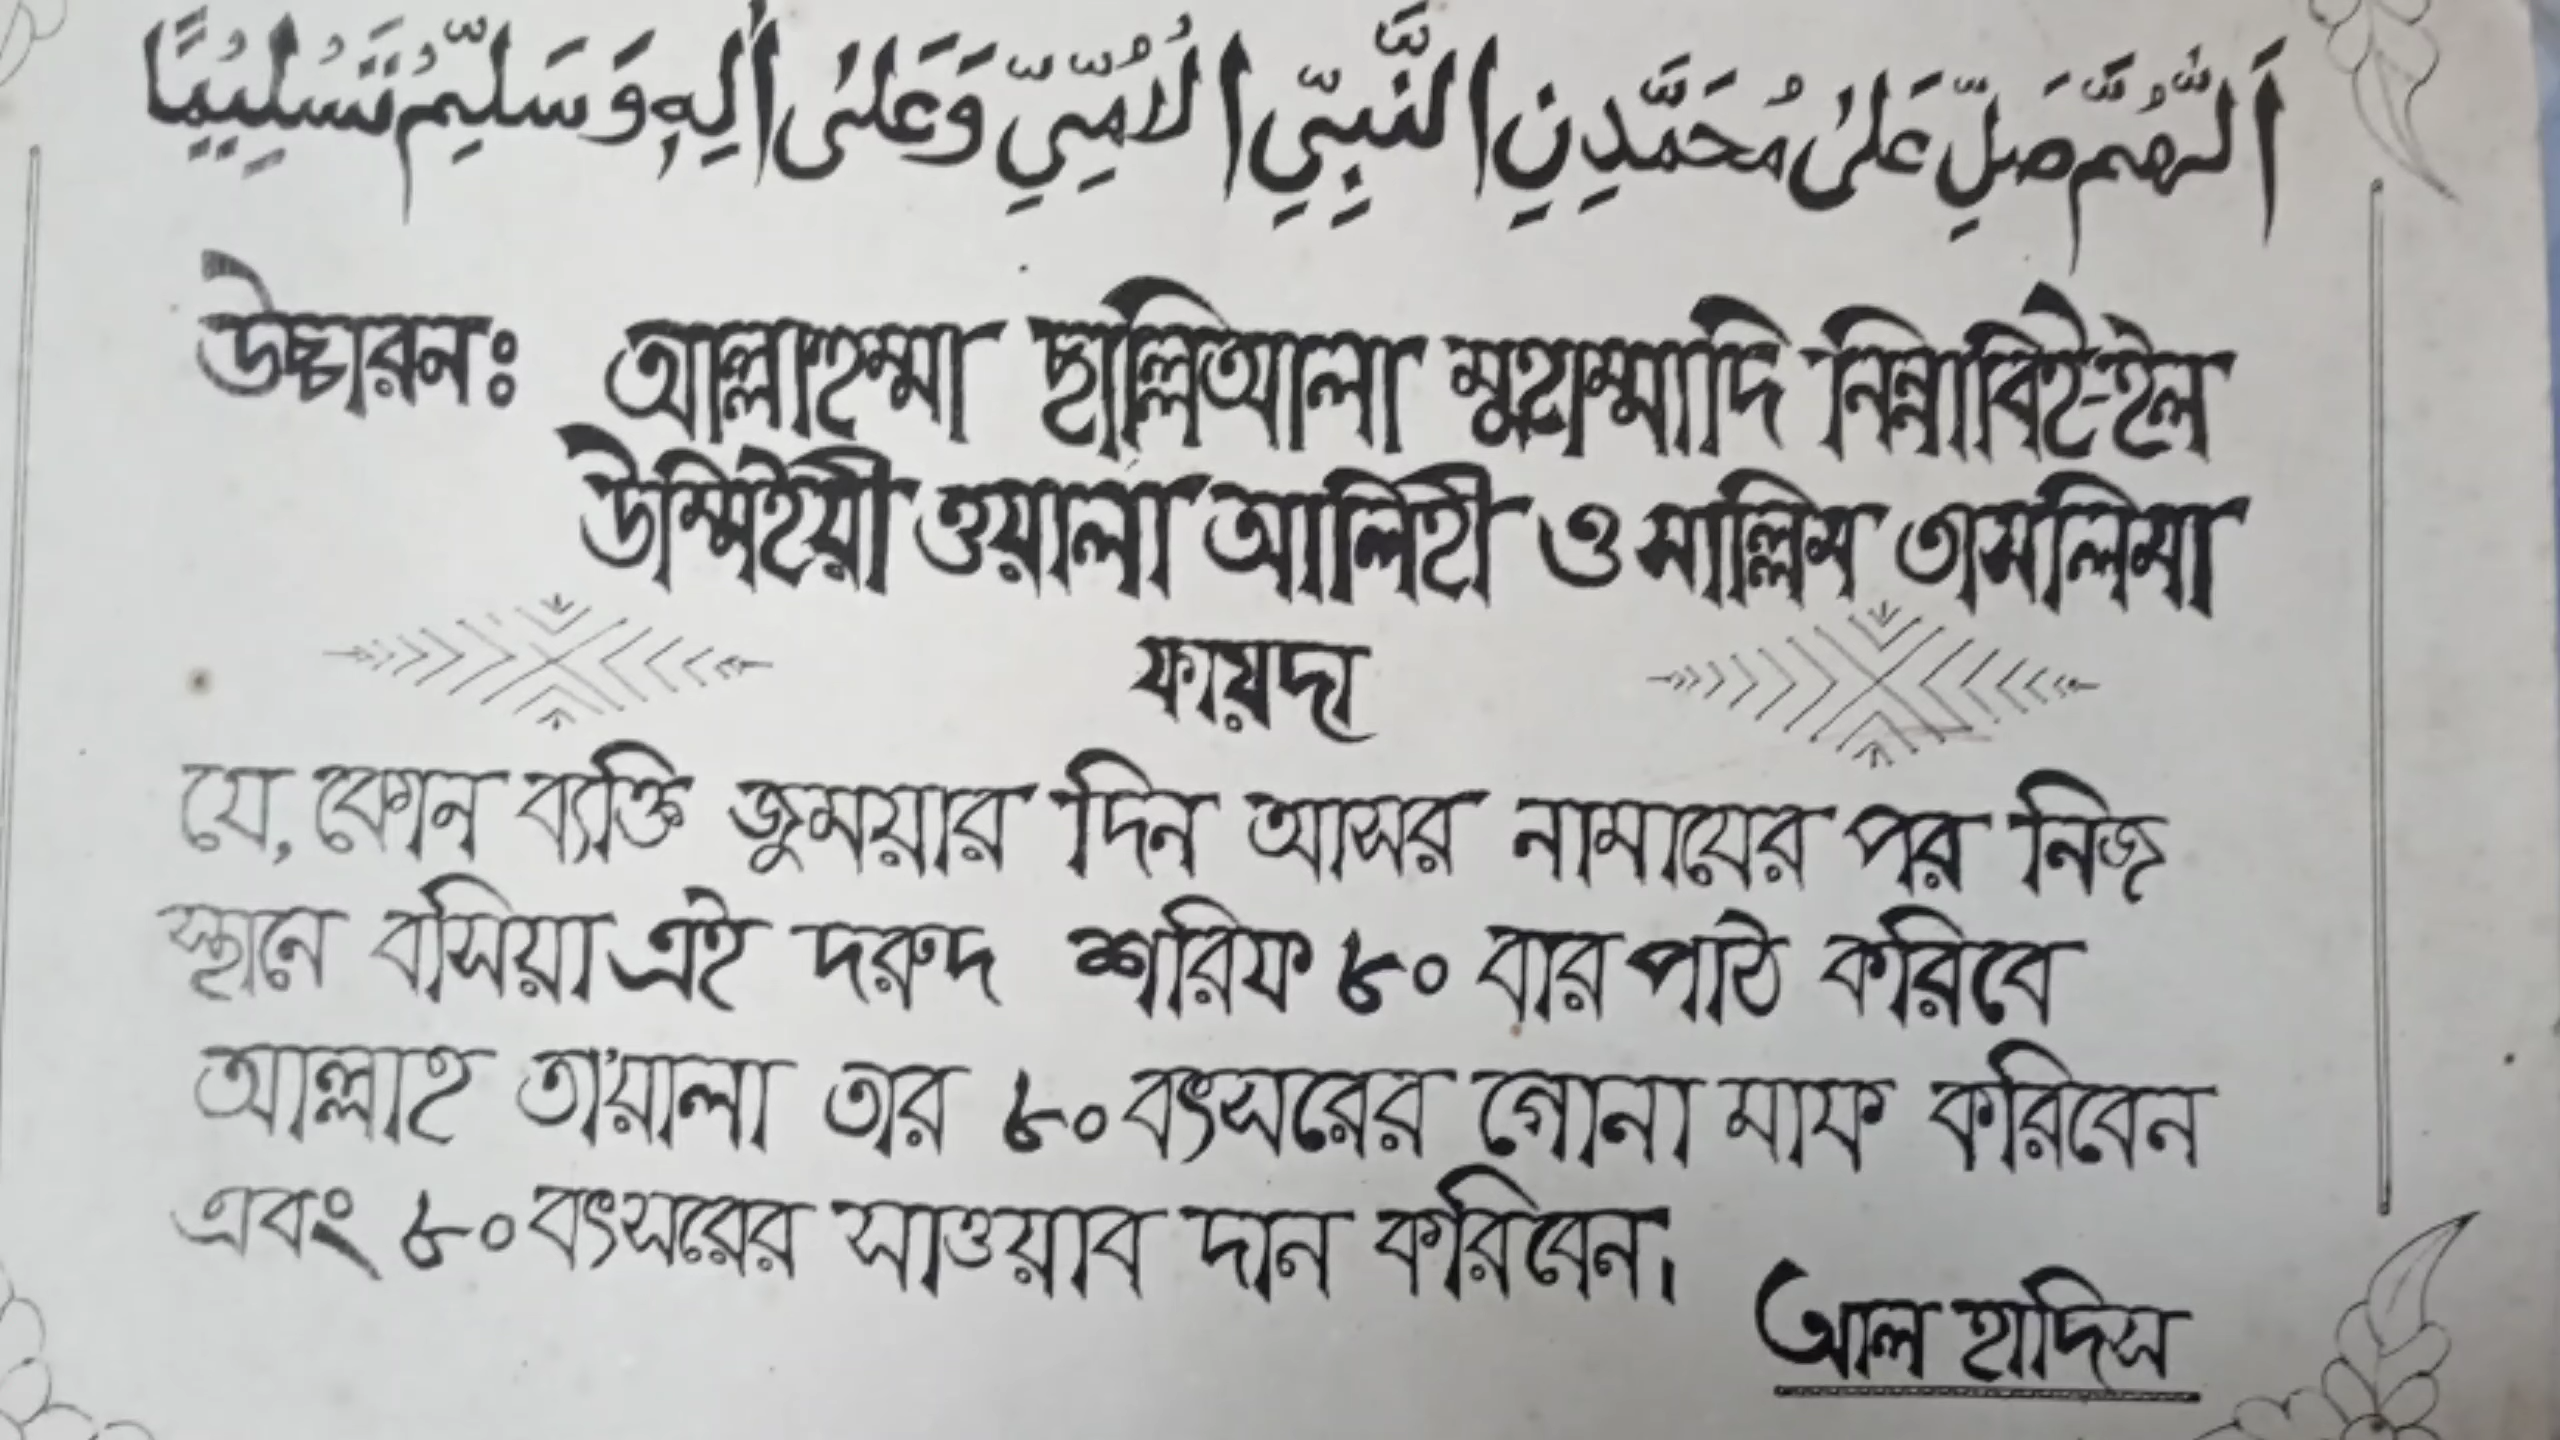 اَللّٰهُمَّ صَلِّ عَلٰى مُحَمَّدِنِ النَّبِيِّ الْاُمِّيِّ وَعَلٰى اٰلِهٖ وَسَلِّمُ تَسْلِيْمًا
উচ্চারনঃ আল্লাহুম্মা ছাল্লিআলা মুহাম্মাদি নিন্নাবিই-ইল
উম্মিইয়ী ওয়ালা আলিহী ও সাল্লিম তাসলিমা
ফায়দা
যে, কোন ব্যক্তি জুময়ার দিন আসর নামাযের পর নিজ
স্থানে বসিয়া এই দরুদ শরিফ ৮০ বার পাঠ করিবে
আল্লাহ তা'য়ালা তার ৮০ বৎসরের গোনা মাফ করিবেন
এবং ৮০ বৎসরের সাওয়াব দান করিবেন।
আল হাদিস